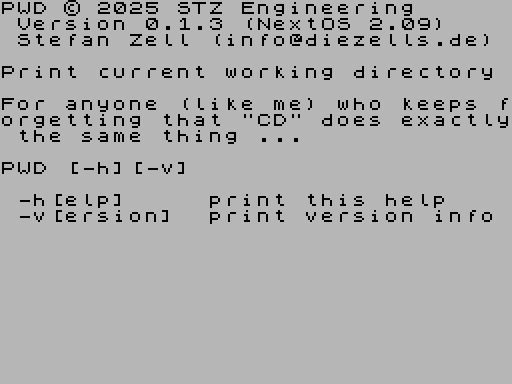 PWD © 2025 STZ Engineering
Version 0.1.3 (NextOS 2.09)
Stefan Zell (info@diezells.de)
Print current working directory
For anyone (like me) who keeps f
orgetting that "CD" does exactly
the same thing ...
PWD [-h] [-v]
-h[elp] print this help
-v[ersion] print version info